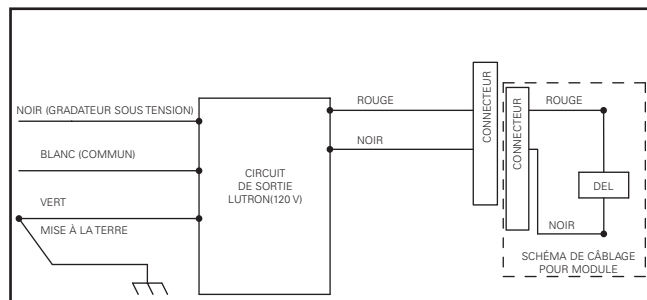 NOIR (GRADATEUR SOUS TENSION)
BLANC (COMMUN)
VERT
MISE À LA TERRE
CIRCUIT
DE SORTIE
LUTRON(120 V)
ROUGE
NOIR
CONNECTEUR
CONNECTEUR
ROUGE
DEL
NOIR
SCHÉMA DE CÂBLAGE
POUR MODULE